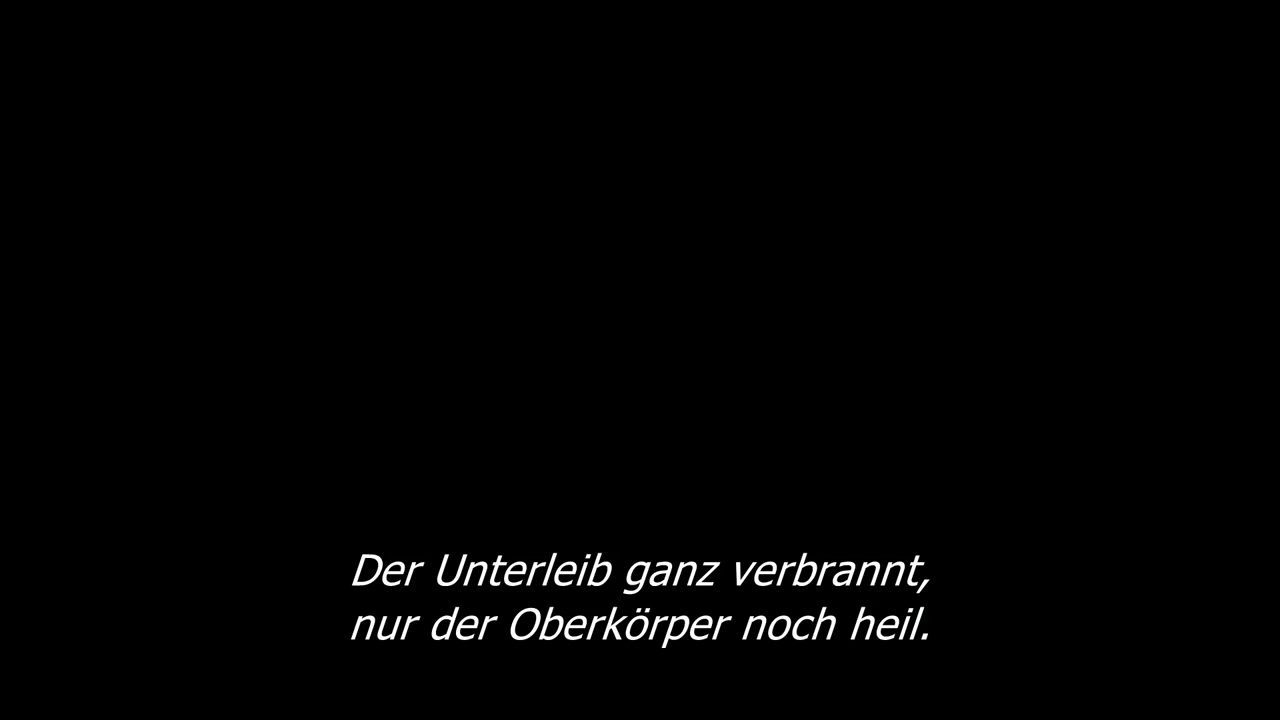 Der Unterleib ganz verbrannt,
nur der Oberkörper noch heil.